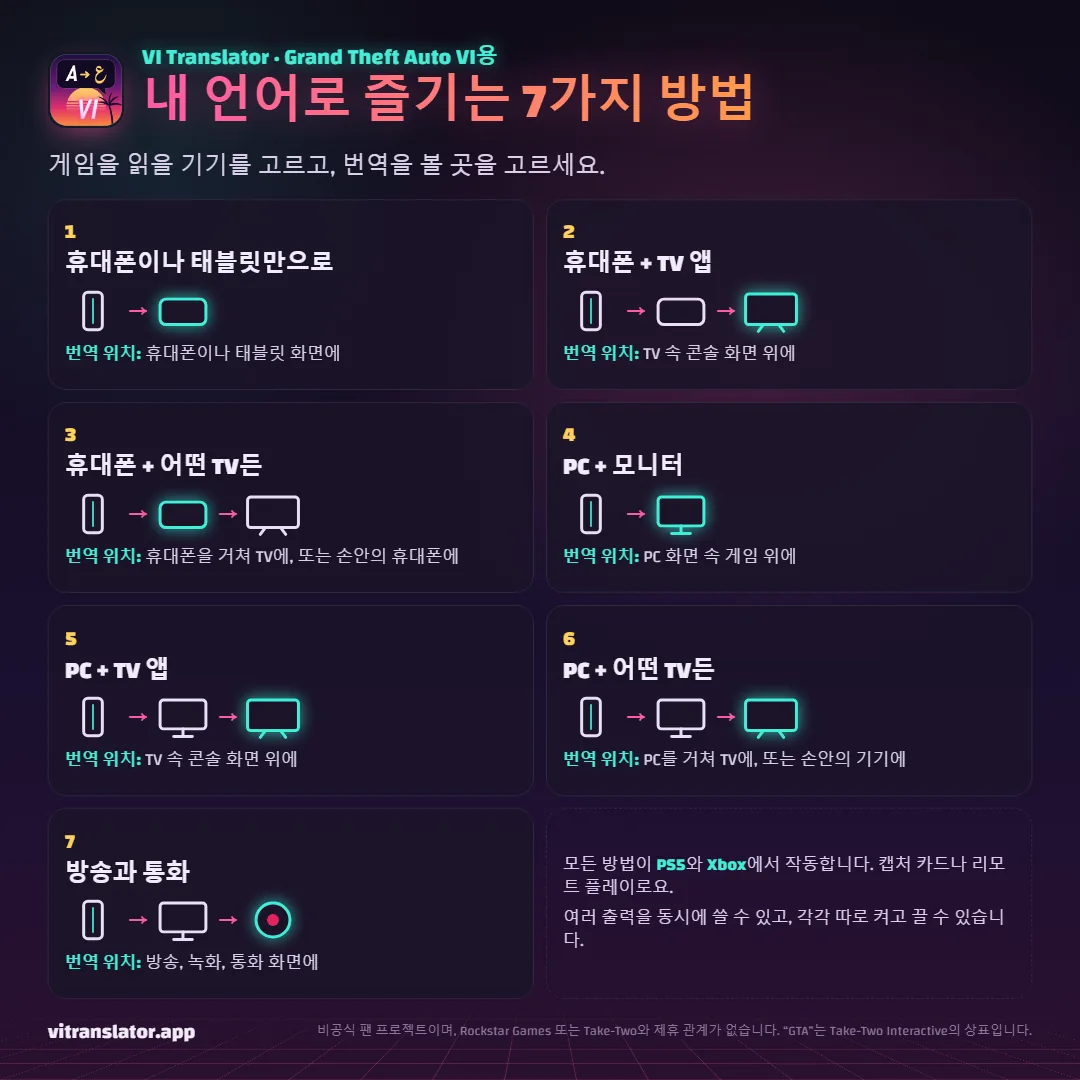 A→ع
VI
VI Translator · Grand Theft Auto VI용
내 언어로 즐기는 7가지 방법
게임을 읽을 기기를 고르고, 번역을 볼 곳을 고르세요.
1
휴대폰이나 태블릿만으로
→
번역 위치: 휴대폰이나 태블릿 화면에
2
휴대폰 + TV 앱
→ →
번역 위치: TV 속 콘솔 화면 위에
3
휴대폰 + 어떤 TV든
→ →
번역 위치: 휴대폰을 거쳐 TV에, 또는 손안의 휴대폰에
4
PC + 모니터
→
번역 위치: PC 화면 속 게임 위에
5
PC + TV 앱
→ →
번역 위치: TV 속 콘솔 화면 위에
6
PC + 어떤 TV든
→ →
번역 위치: PC를 거쳐 TV에, 또는 손안의 기기에
7
방송과 통화
→ →
번역 위치: 방송, 녹화, 통화 화면에
모든 방법이 PS5와 Xbox에서 작동합니다. 캡처 카드나 리모
트 플레이로요.
여러 출력을 동시에 쓸 수 있고, 각각 따로 켜고 끌 수 있습니
다.
vitranslator.app
비공식 팬 프로젝트이며, Rockstar Games 또는 Take-Two와 제휴 관계가 없습니다. “GTA”는 Take-Two Interactive의 상표입니다.